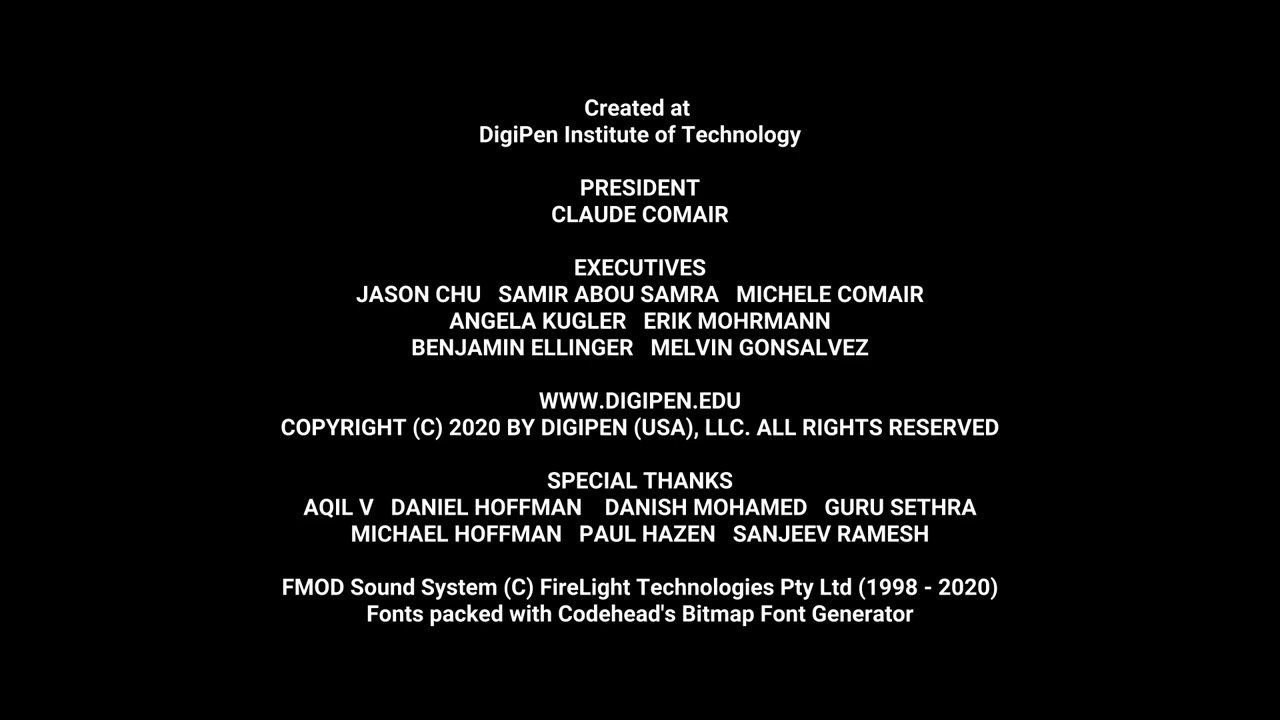 Created at
DigiPen Institute of Technology
PRESIDENT
CLAUDE COMAIR
EXECUTIVES
JASON CHU SAMIR ABOU SAMRA MICHELE COMAIR
ANGELA KUGLER ERIK MOHRMANN
BENJAMIN ELLINGER MELVIN GONSALVEZ
WWW.DIGIPEN.EDU
COPYRIGHT (C) 2020 BY DIGIPEN (USA), LLC. ALL RIGHTS RESERVED
SPECIAL THANKS
AQIL V DANIEL HOFFMAN DANISH MOHAMED GURU SETHRA
MICHAEL HOFFMAN PAUL HAZEN SANJEEV RAMESH
FMOD Sound System (C) FireLight Technologies Pty Ltd (1998 - 2020)
Fonts packed with Codehead's Bitmap Font Generator